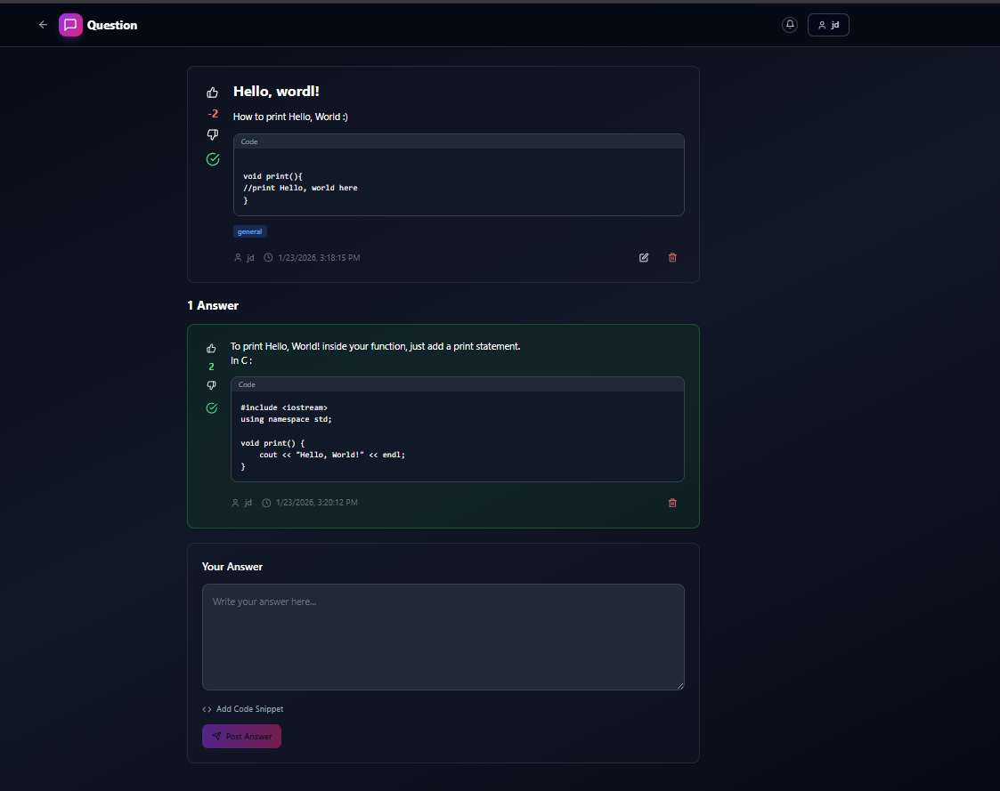 Question
jd
Hello, wordl!
-2
How to print Hello, World :)
Code
void print(){
//print Hello, world here
}
general
jd 1/23/2026, 3:18:15 PM
1 Answer
To print Hello, World! inside your function, just add a print statement.
2
In C :
Code
#include <iostream>
using namespace std;
void print() {
    cout << "Hello, World!" << endl;
}
jd 1/23/2026, 3:20:12 PM
Your Answer
Write your answer here...
<> Add Code Snippet
Post Answer